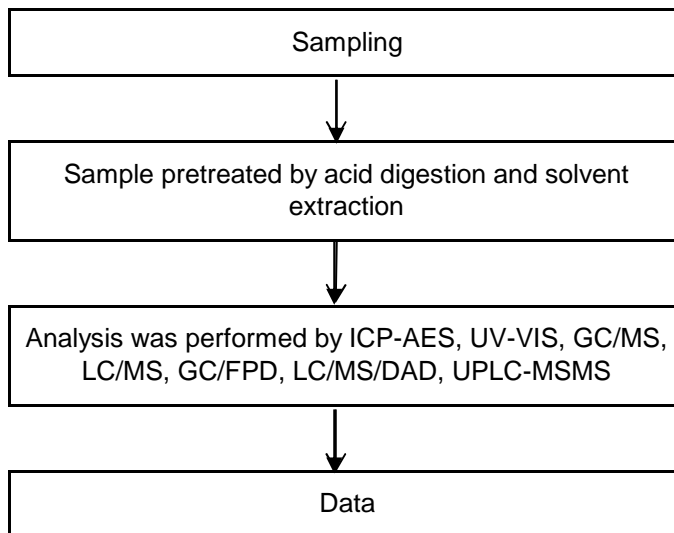 Sampling
Sample pretreated by acid digestion and solvent
extraction
Analysis was performed by ICP-AES, UV-VIS, GC/MS,
LC/MS, GC/FPD, LC/MS/DAD, UPLC-MSMS
Data